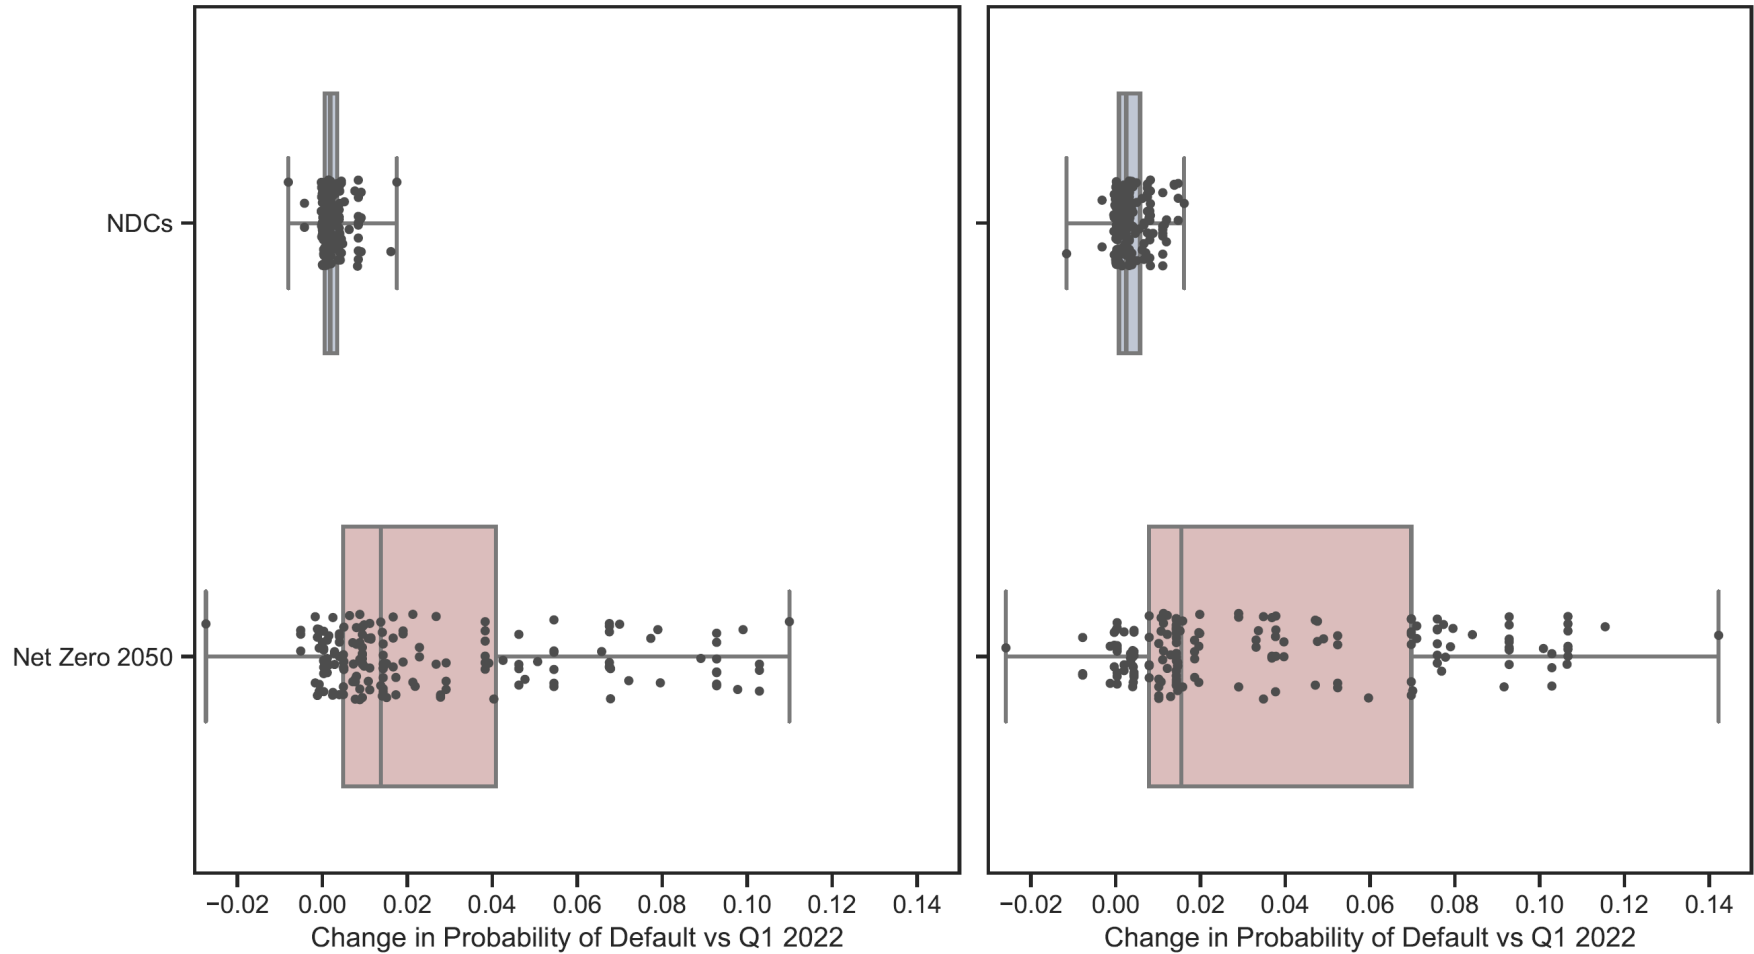 NDCs
Net Zero 2050
−0.02 0.00 0.02 0.04 0.06 0.08 0.10 0.12 0.14
Change in Probability of Default vs Q1 2022
−0.02 0.00 0.02 0.04 0.06 0.08 0.10 0.12 0.14
Change in Probability of Default vs Q1 2022